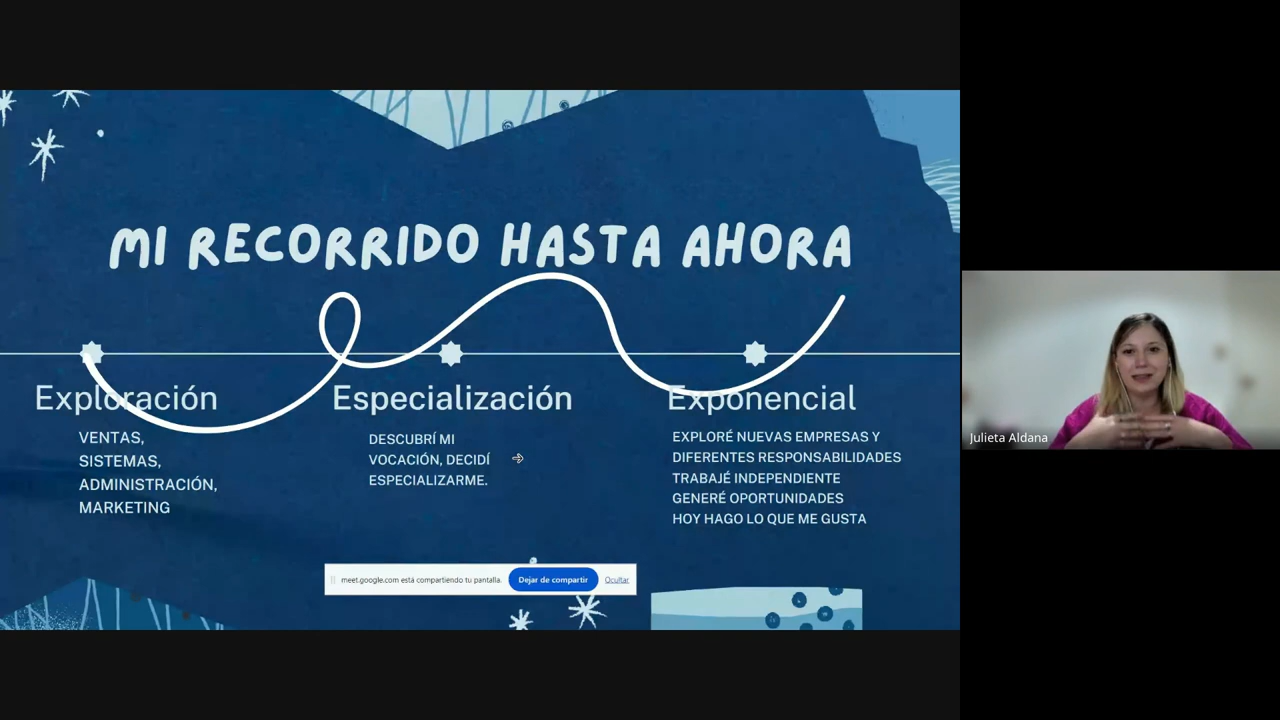 MI RECORRIDO HASTA AHORA
Exploración
VENTAS,
SISTEMAS,
ADMINISTRACIÓN,
MARKETING
Especialización
DESCUBRÍ MI
VOCACIÓN, DECIDÍ
ESPECIALIZARME.
Exponencial
EXPLORÉ NUEVAS EMPRESAS Y
DIFERENTES RESPONSABILIDADES
TRABAJÉ INDEPENDIENTE
GENERÉ OPORTUNIDADES
HOY HAGO LO QUE ME GUSTA
meet.google.com está compartiendo tu pantalla.
Dejar de compartir
Ocultar
Julieta Aldana